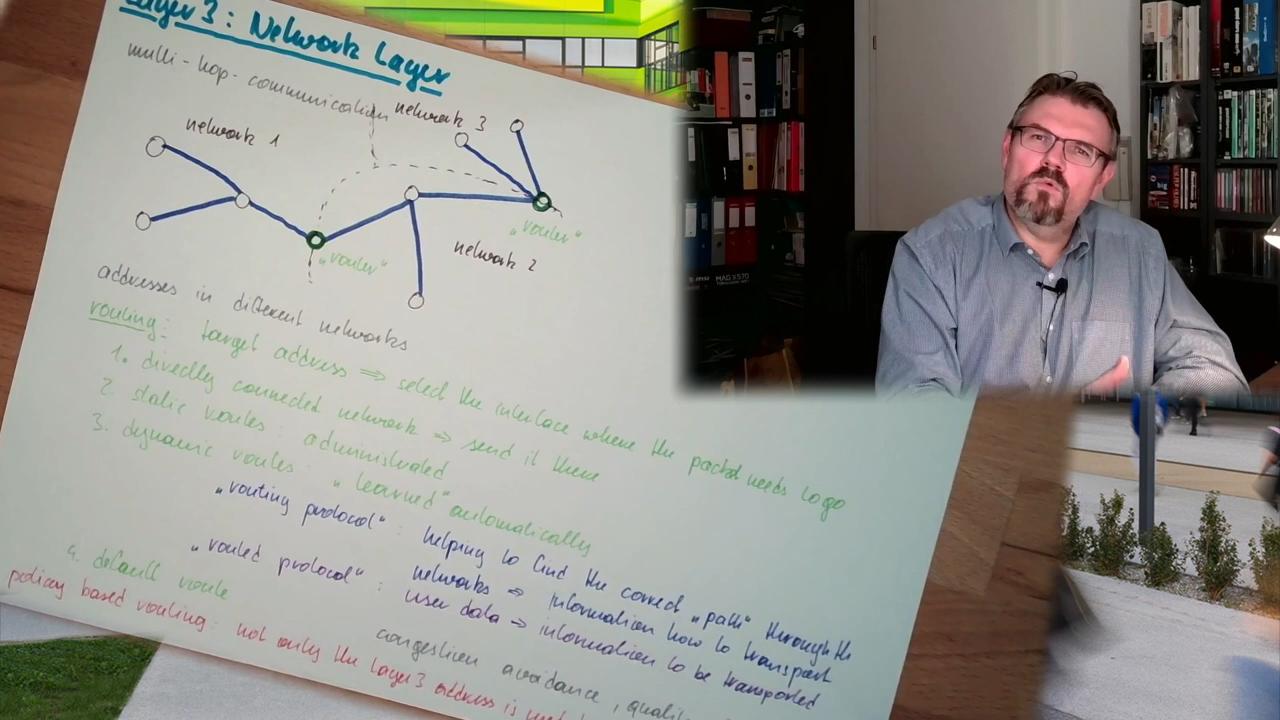 Layer 3: Network Layer
multi-hop-communication
network 3
network 1
"router"
"router"
network 2
addresses in different networks
routing: target address ⇒ select the interface where the packet needs to go
1. directly connected network ⇒ send it there
2. static routes: administrated
3. dynamic routes: "learned" automatically
"routing protocol": helping to find the correct "path" through the
networks ⇒ information how to transport
"routed protocol": user data ⇒ information to be transported
4. default route
congestion avoidance,
policy based routing: not only the Layer 3 address is
MAG X570